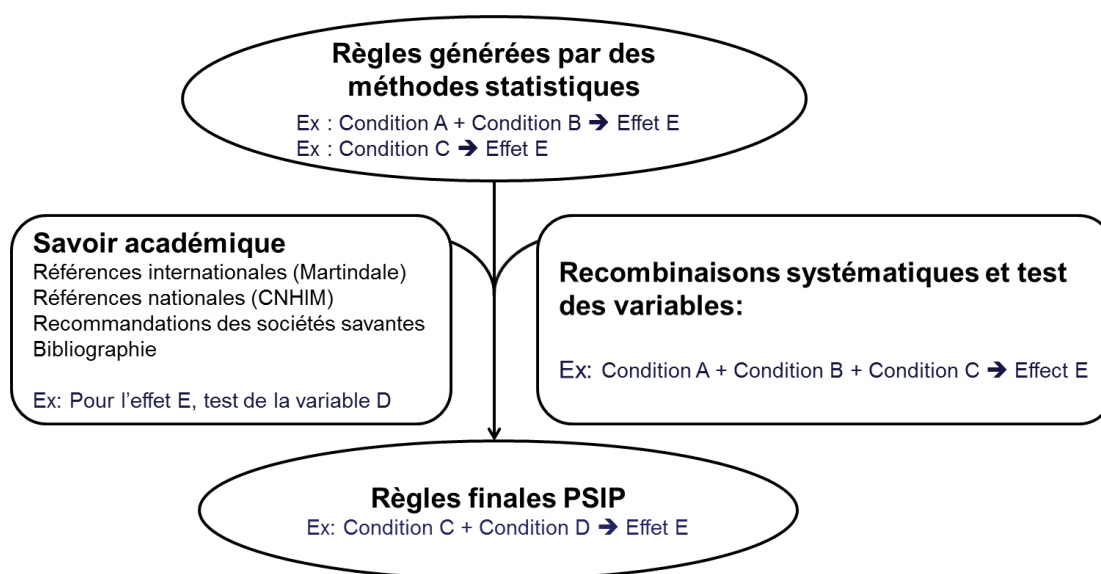 Règles générées par des
méthodes statistiques
Ex : Condition A + Condition B ➔ Effet E
Ex : Condition C ➔ Effet E
Savoir académique
Références internationales (Martindale)
Références nationales (CNHIM)
Recommandations des sociétés savantes
Bibliographie
Ex: Pour l'effet E, test de la variable D
Recombinaisons systématiques et test
des variables:
Ex: Condition A + Condition B + Condition C ➔ Effect E
Règles finales PSIP
Ex: Condition C + Condition D ➔ Effet E